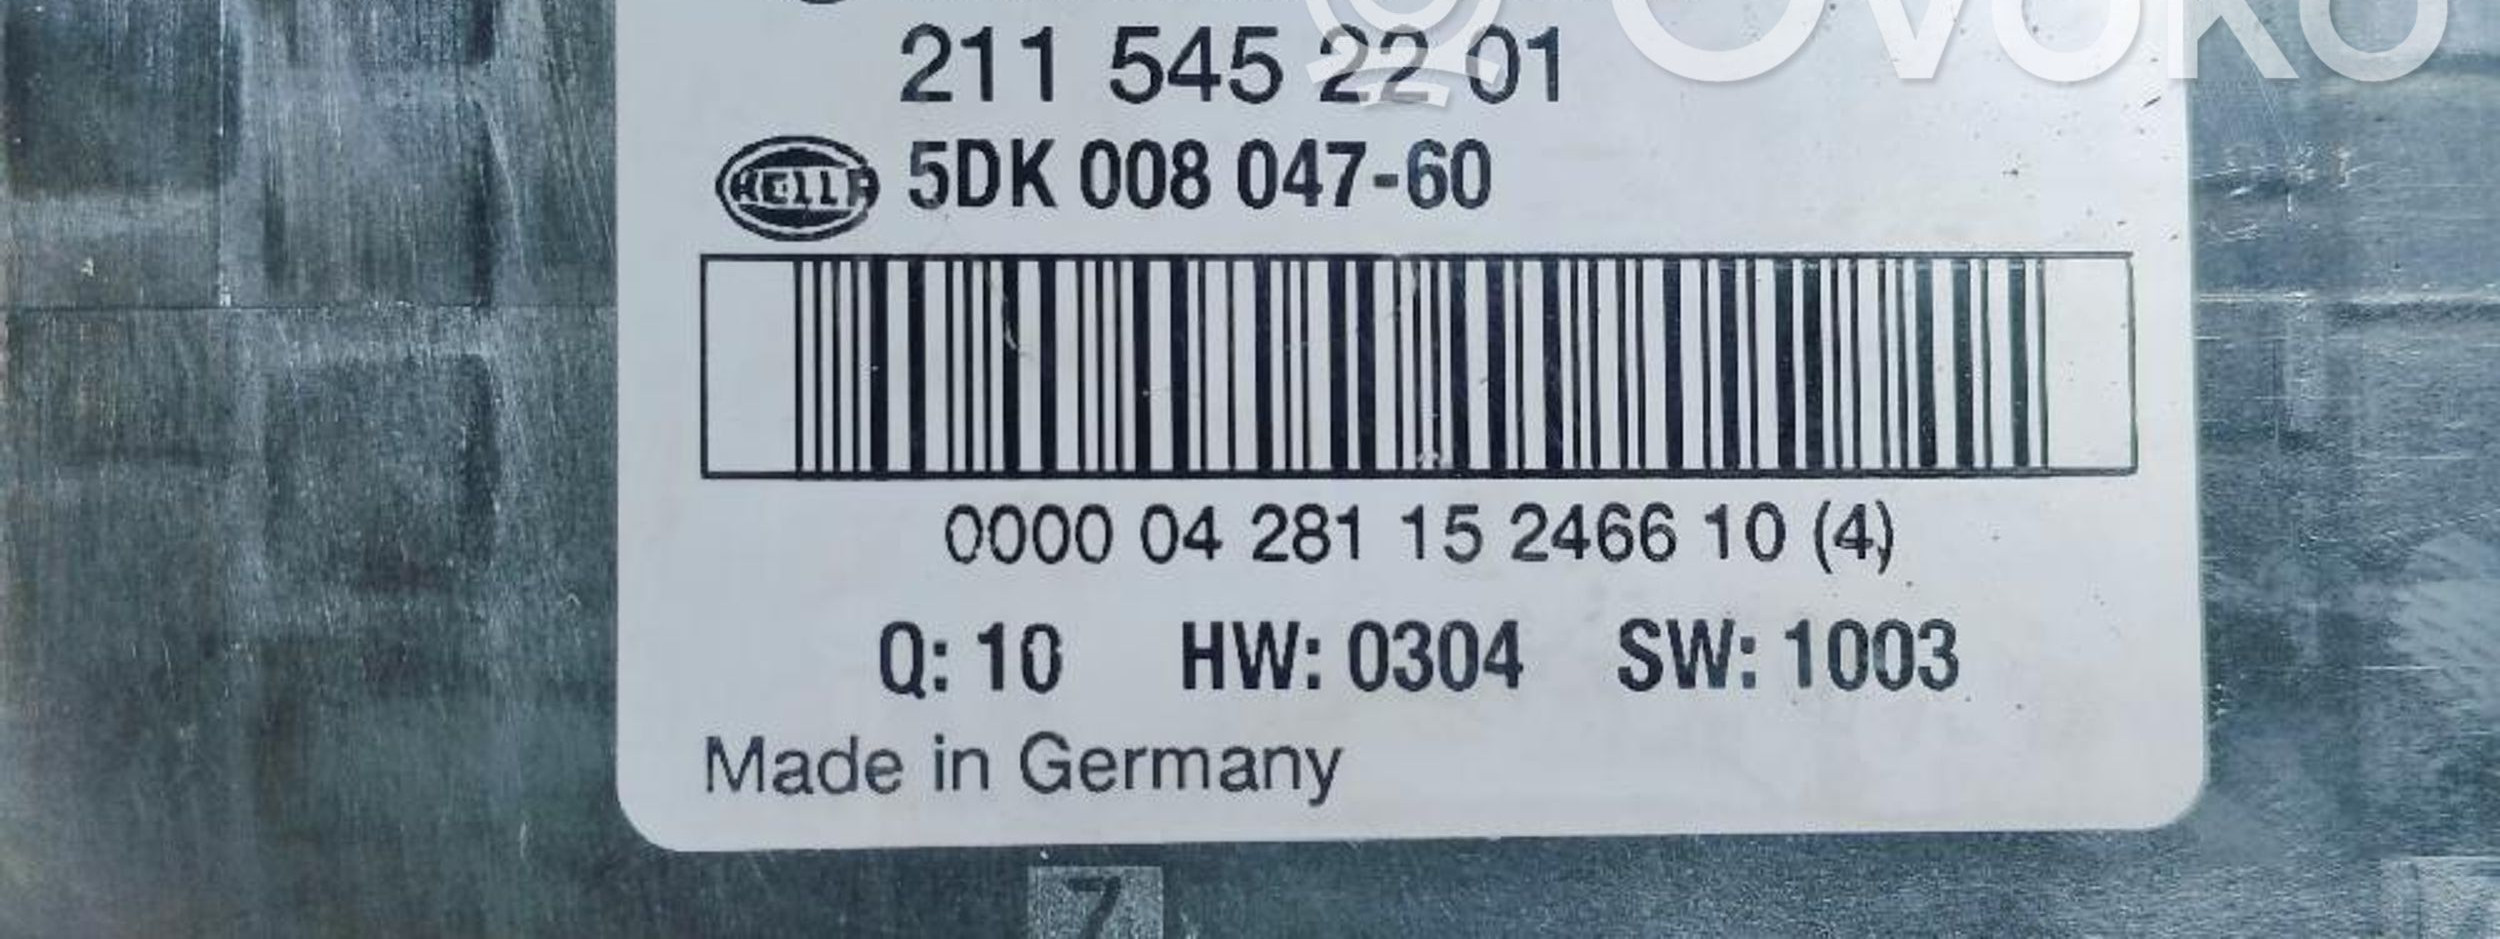 OVOKO
211 545 22 01
HELLA 5DK 008 047-60
0000 04 281 15 2466 10 (4)
Q: 10 HW: 0304 SW: 1003
Made in Germany
7